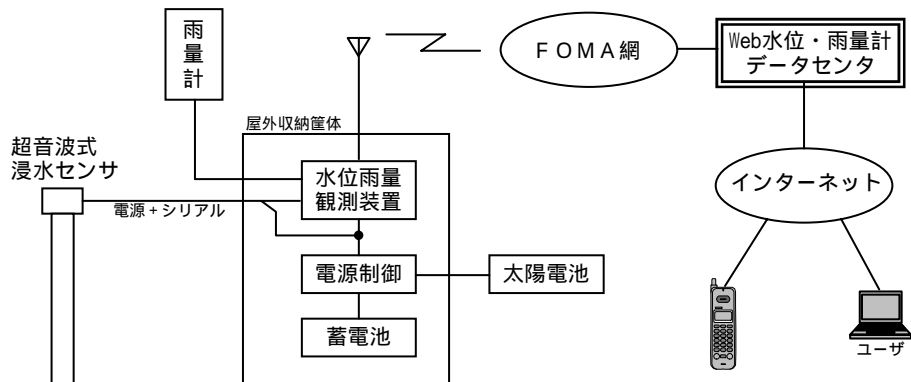 雨
量
計
FOMA網
Web水位・雨量計
データセンタ
屋外収納筐体
超音波式
浸水センサ
水位雨量
観測装置
インターネット
電源+シリアル
電源制御
太陽電池
蓄電池
ユーザ